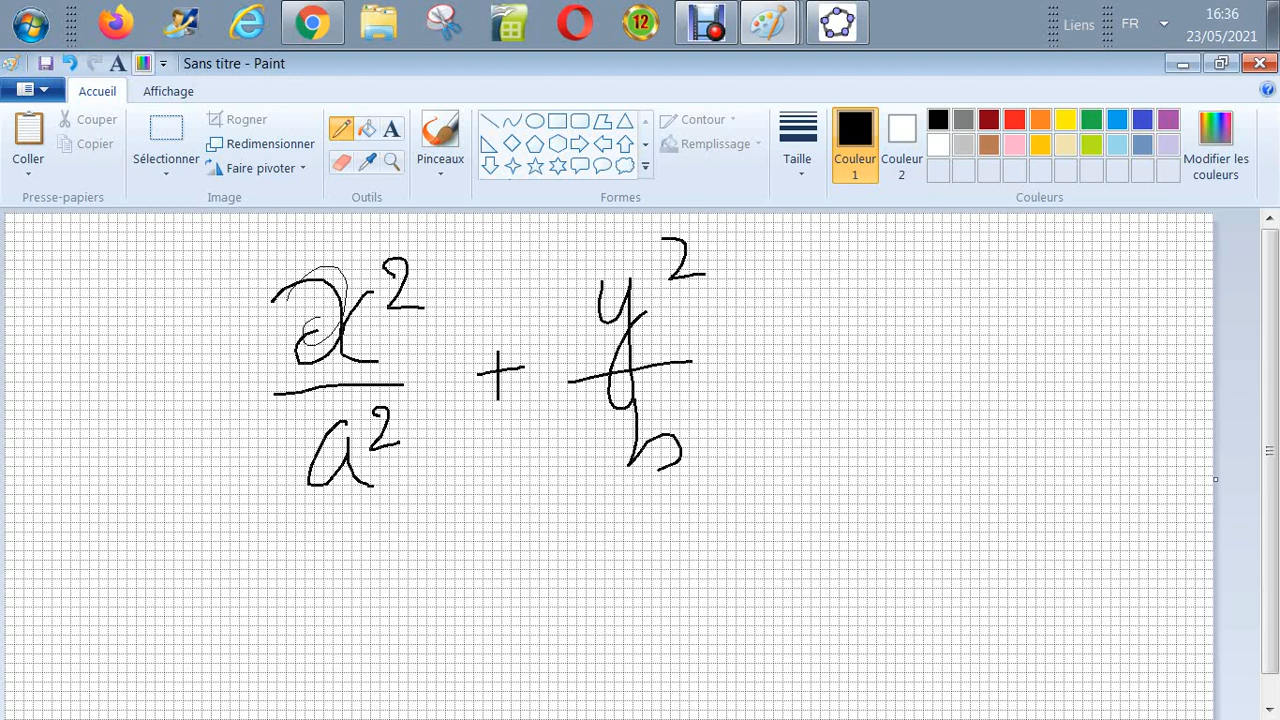 12
Liens
FR
16:36
23/05/2021
Sans titre - Paint
Accueil
Affichage
Coller
Couper
Copier
Presse-papiers
Sélectionner
Rogner
Redimensionner
Faire pivoter
Image
A
Outils
Pinceaux
Contour
Remplissage
Formes
Taille
Couleur 1
Couleur 2
Modifier les couleurs
Couleurs
x² + y²
a² b